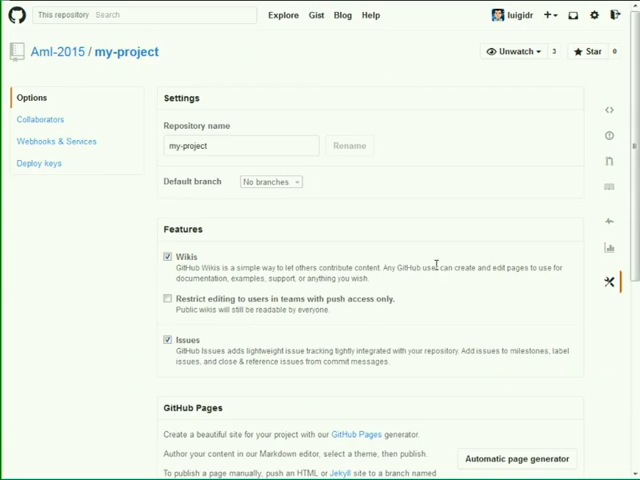 This repository Search Explore Gist Blog Help luigidr
Aml-2015 / my-project Unwatch 3 Star 0
Options
Collaborators
Webhooks & Services
Deploy keys
Settings
Repository name
my-project Rename
Default branch No branches
Features
Wikis
GitHub Wikis is a simple way to let others contribute content. Any GitHub user can create and edit pages to use for
documentation, examples, support, or anything you wish.
Restrict editing to users in teams with push access only.
Public wikis will still be readable by everyone.
Issues
GitHub Issues adds lightweight issue tracking tightly integrated with your repository. Add issues to milestones, label
issues, and close & reference issues from commit messages.
GitHub Pages
Create a beautiful site for your project with our GitHub Pages generator.
Author your content in our Markdown editor, select a theme, then publish.
Automatic page generator
To publish a page manually, push an HTML or Jekyll site to a branch named